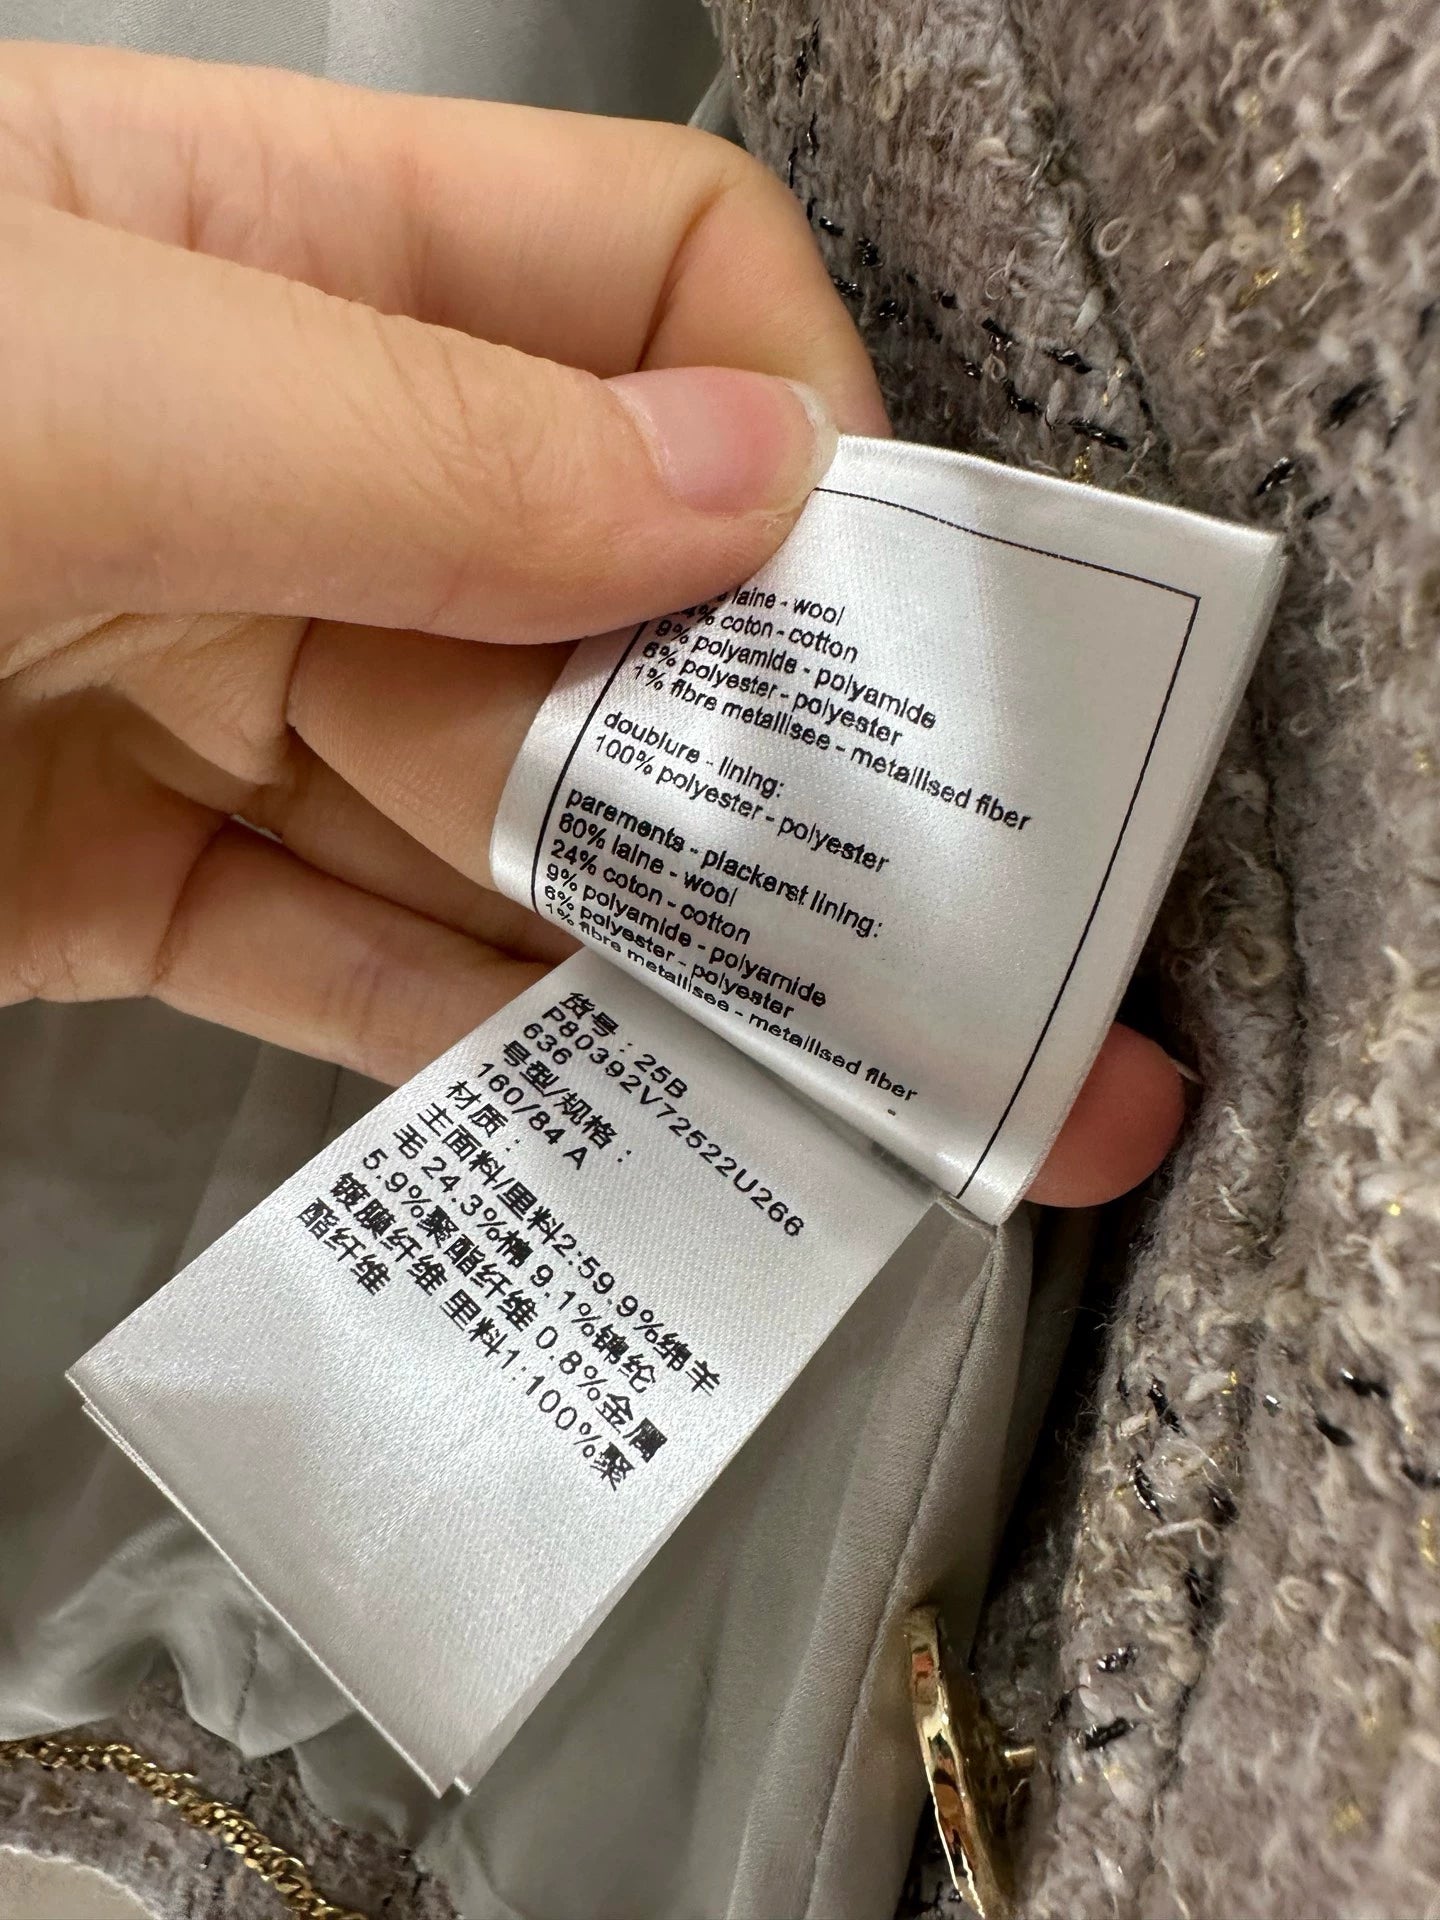 laine - wool
4% coton - cotton
9% polyamide - polyamide
6% polyester - polyester
1% fibre metallisee - metallised fiber
doublure - lining:
100% polyester - polyester
parements - plackerst lining:
60% laine - wool
24% coton - cotton
9% polyamide - polyamide
6% polyester - polyester
1% fibre metallisee - metallised fiber
货号：25B
P80392V72522U266
636
号型/规格：
160/84 A
材质：
主面料/里料2:59.9%绵羊
毛 24.3%棉 9.1%锦纶
5.9%聚酯纤维 0.8%金属
镀膜纤维 里料1:100%聚
酯纤维